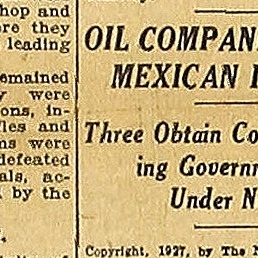 hop and
re they
leading
emained
y were
ons, in-
les and
ns were
defeated
als, ac-
l by the
OIL COMPAN
MEXICAN
Three Obtain Co
ing Governm
Under N
Copyright, 1927, by The N